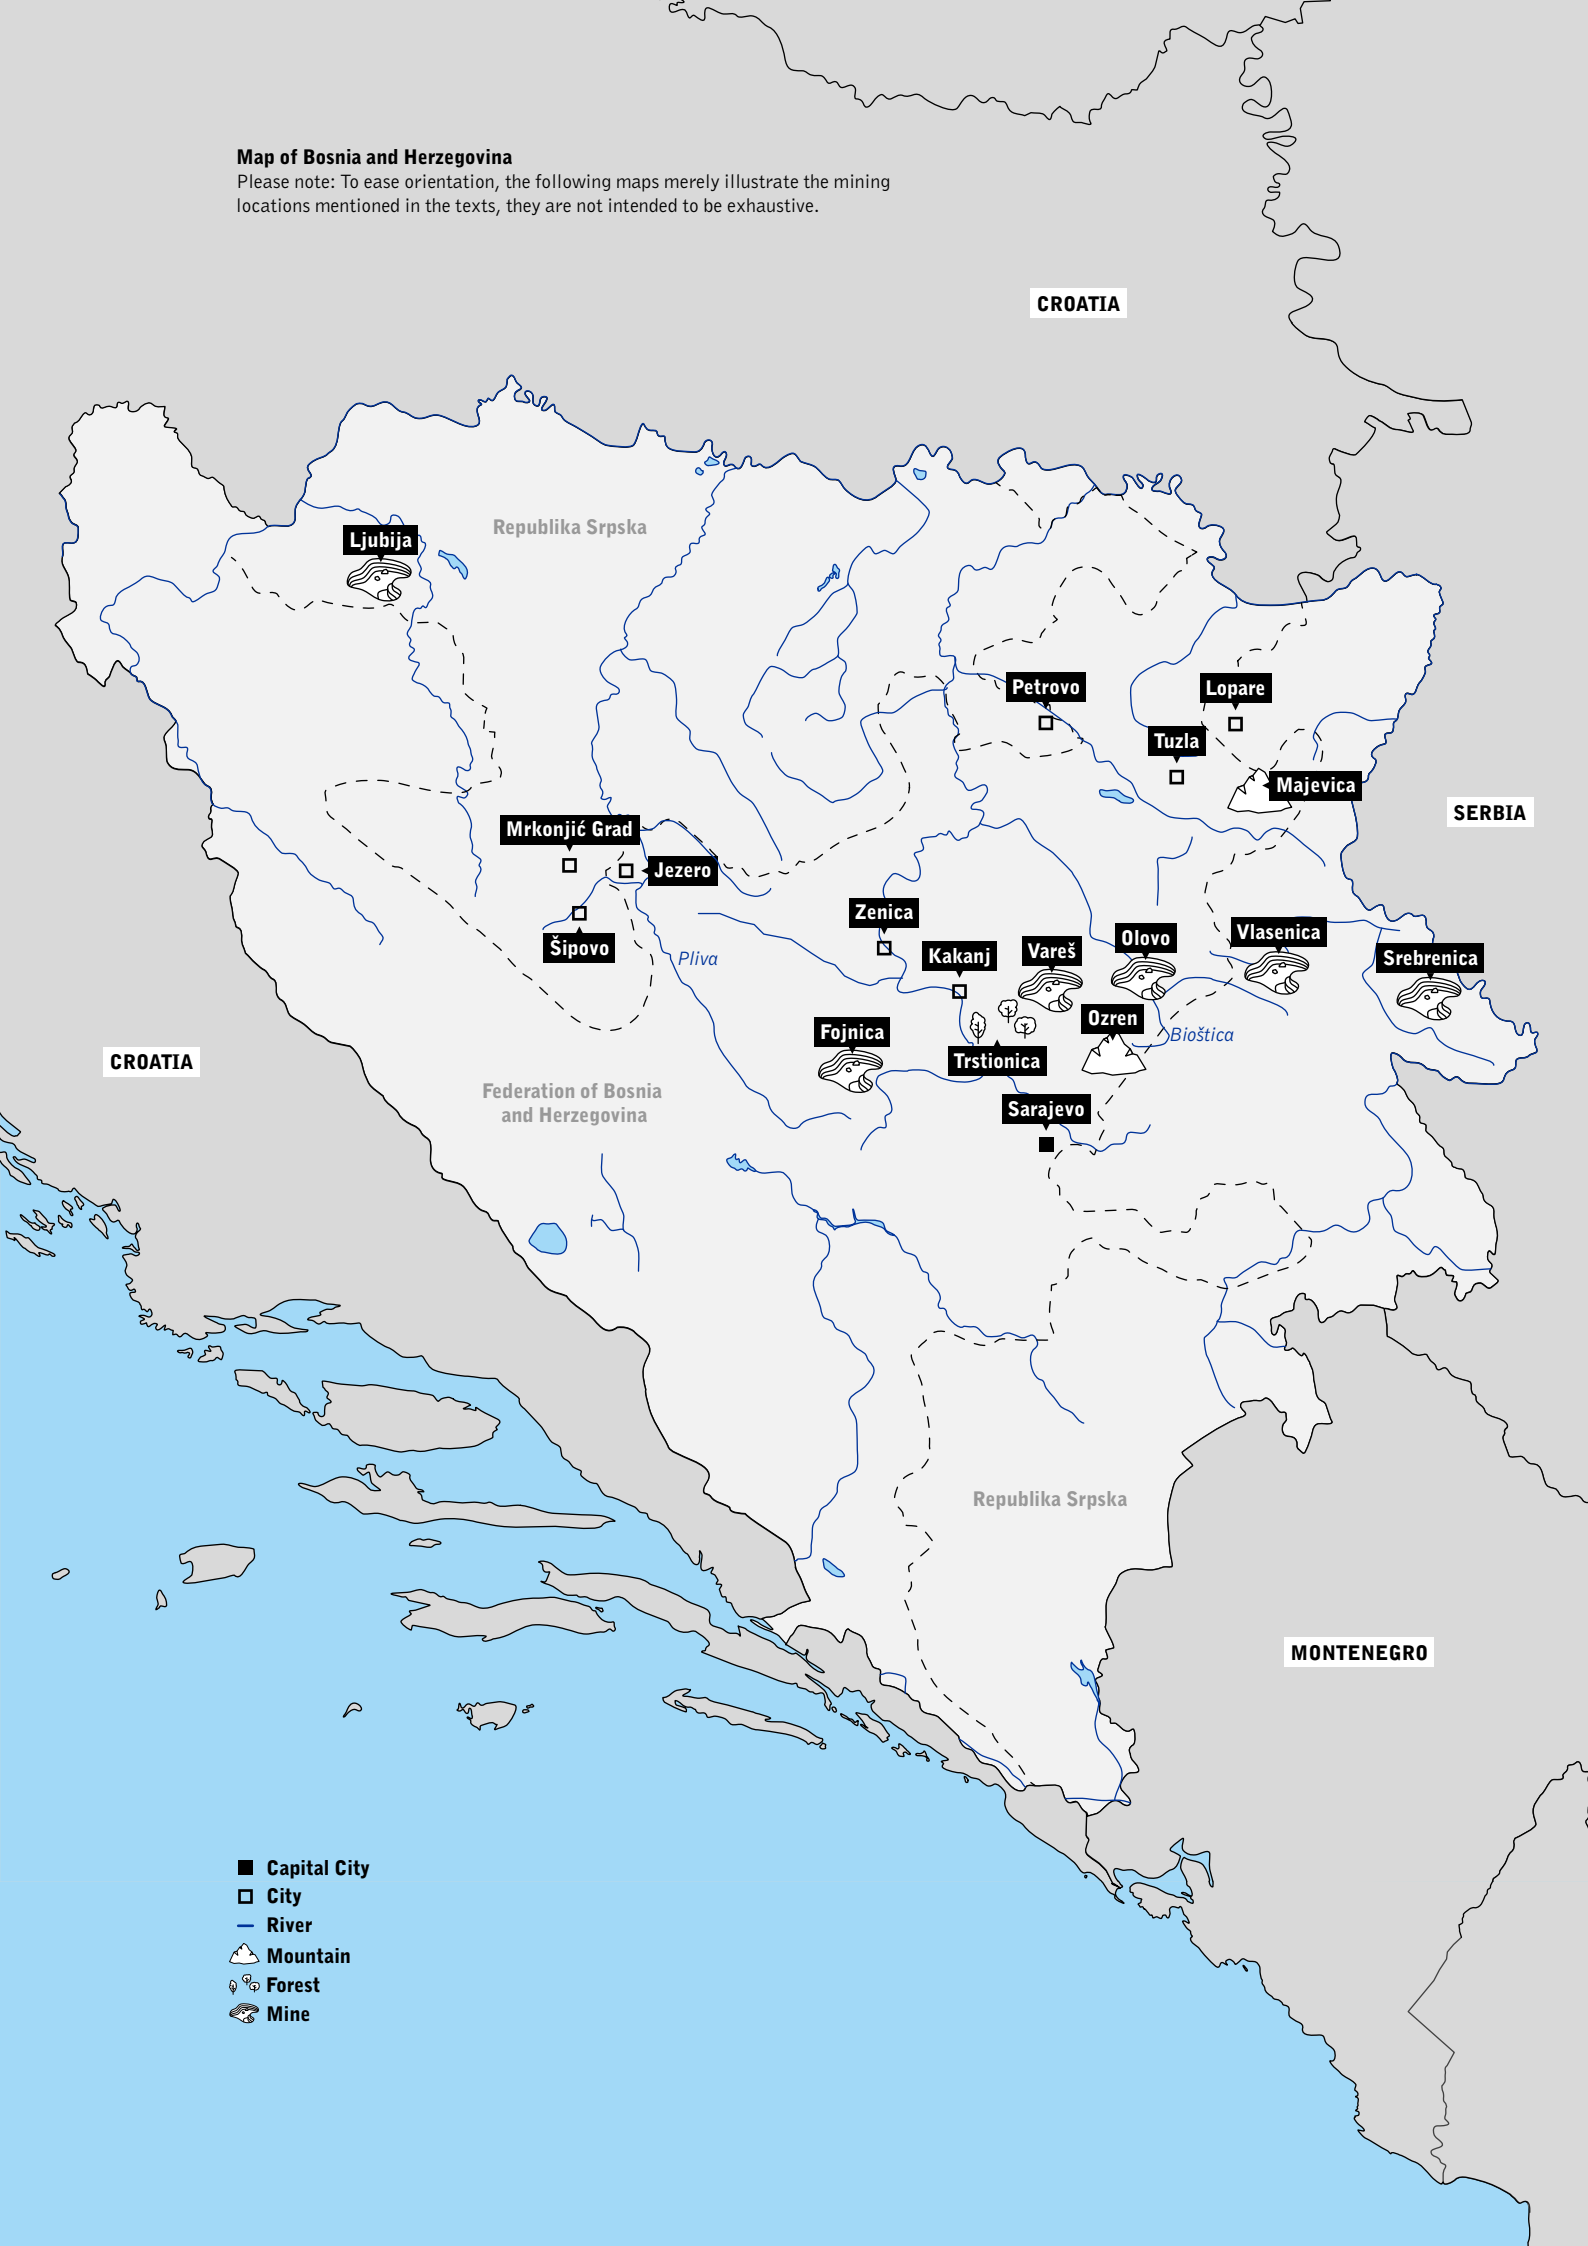 Map of Bosnia and Herzegovina
Please note: To ease orientation, the following maps merely illustrate the mining
locations mentioned in the texts, they are not intended to be exhaustive.
CROATIA
Republika Srpska
Ljubija
Petrovo
Lopare
Tuzla
Majevica
SERBIA
Mrkonjić Grad
Jezero
Šipovo
Pliva
Zenica
Kakanj
Vareš
Olovo
Vlasenica
Srebrenica
Fojnica
Ozren
Bioštica
Trstionica
CROATIA
Federation of Bosnia
and Herzegovina
Sarajevo
Republika Srpska
MONTENEGRO
Capital City
City
River
Mountain
Forest
Mine